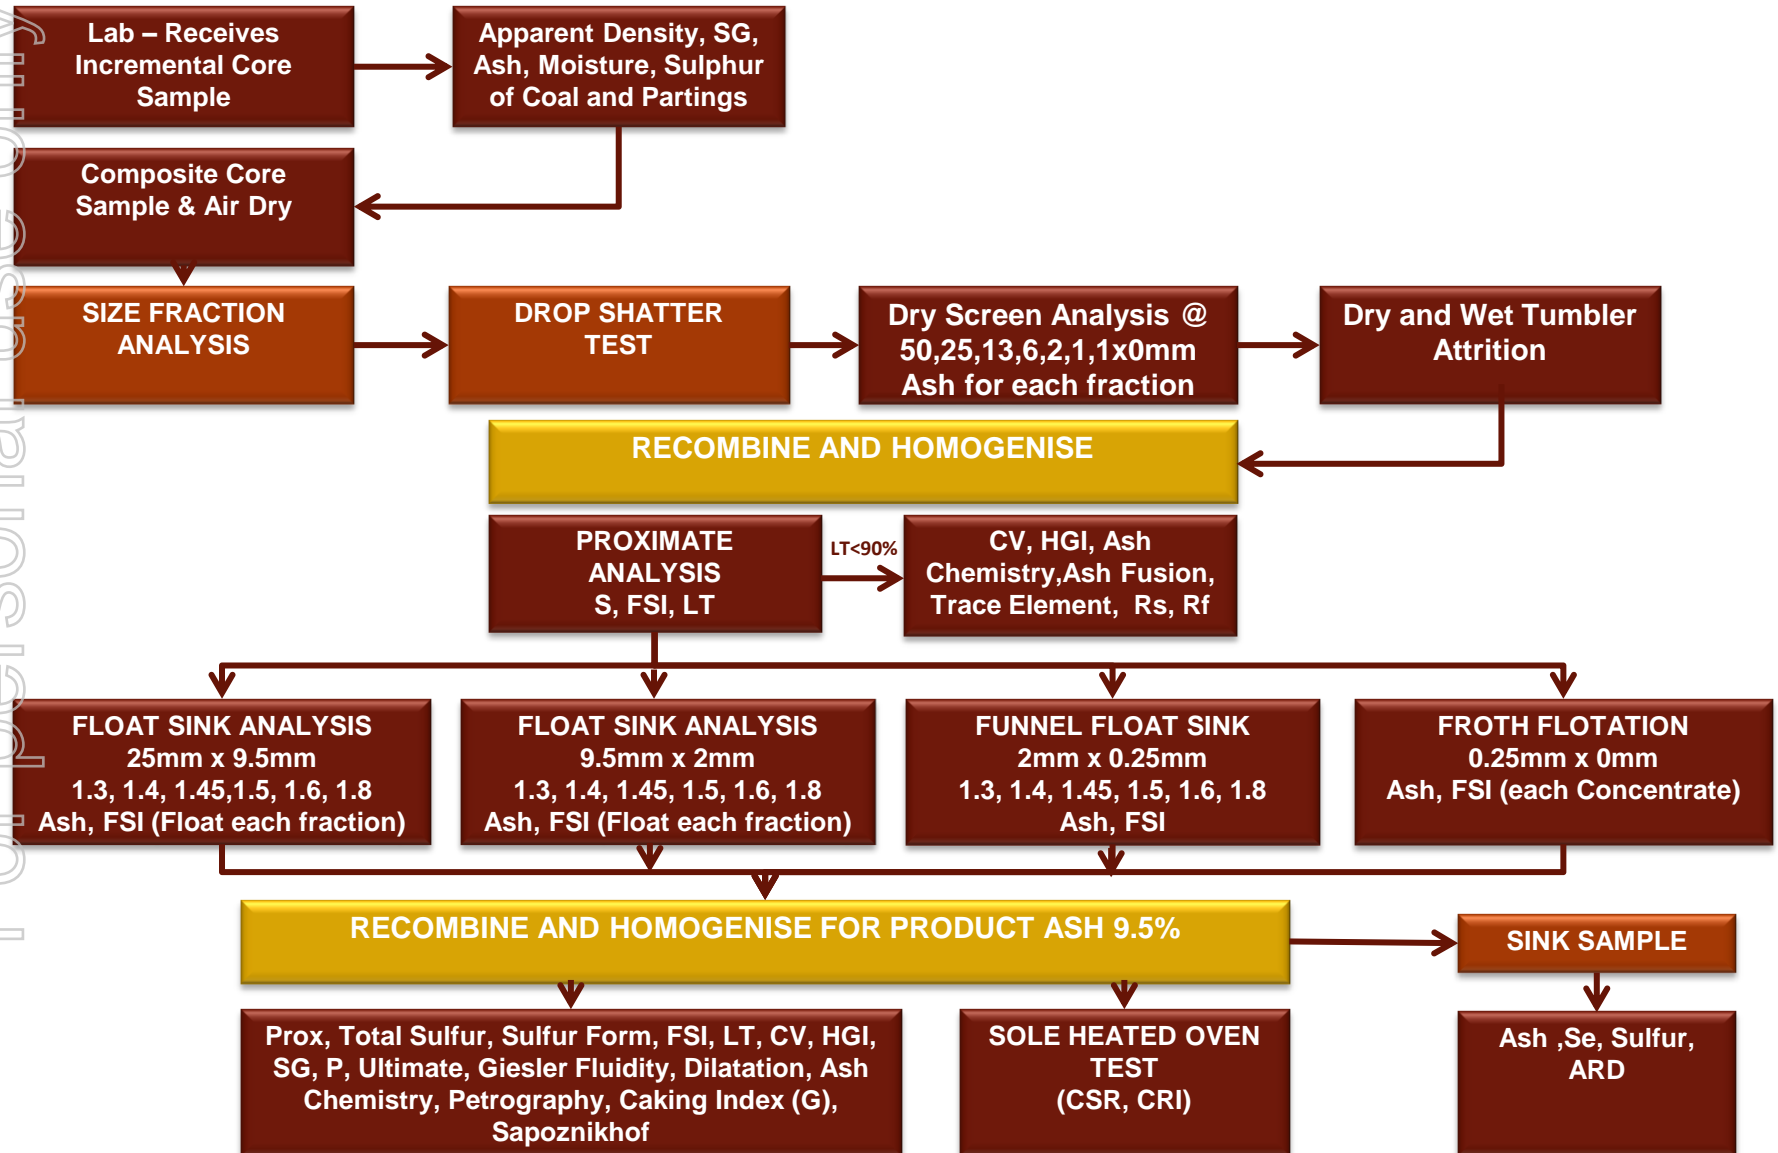 For personal use only
Lab – Receives
Incremental Core
Sample
Apparent Density, SG,
Ash, Moisture, Sulphur
of Coal and Partings
Composite Core
Sample & Air Dry
SIZE FRACTION
ANALYSIS
DROP SHATTER
TEST
Dry Screen Analysis @
50,25,13,6,2,1,1x0mm
Ash for each fraction
Dry and Wet Tumbler
Attrition
RECOMBINE AND HOMOGENISE
PROXIMATE
ANALYSIS
S, FSI, LT
LT<90%
CV, HGI, Ash
Chemistry,Ash Fusion,
Trace Element, Rs, Rf
FLOAT SINK ANALYSIS
25mm x 9.5mm
1.3, 1.4, 1.45,1.5, 1.6, 1.8
Ash, FSI (Float each fraction)
FLOAT SINK ANALYSIS
9.5mm x 2mm
1.3, 1.4, 1.45, 1.5, 1.6, 1.8
Ash, FSI (Float each fraction)
FUNNEL FLOAT SINK
2mm x 0.25mm
1.3, 1.4, 1.45, 1.5, 1.6, 1.8
Ash, FSI
FROTH FLOTATION
0.25mm x 0mm
Ash, FSI (each Concentrate)
RECOMBINE AND HOMOGENISE FOR PRODUCT ASH 9.5%
SINK SAMPLE
Prox, Total Sulfur, Sulfur Form, FSI, LT, CV, HGI,
SG, P, Ultimate, Giesler Fluidity, Dilatation, Ash
Chemistry, Petrography, Caking Index (G),
Sapoznikhof
SOLE HEATED OVEN
TEST
(CSR, CRI)
Ash ,Se, Sulfur,
ARD